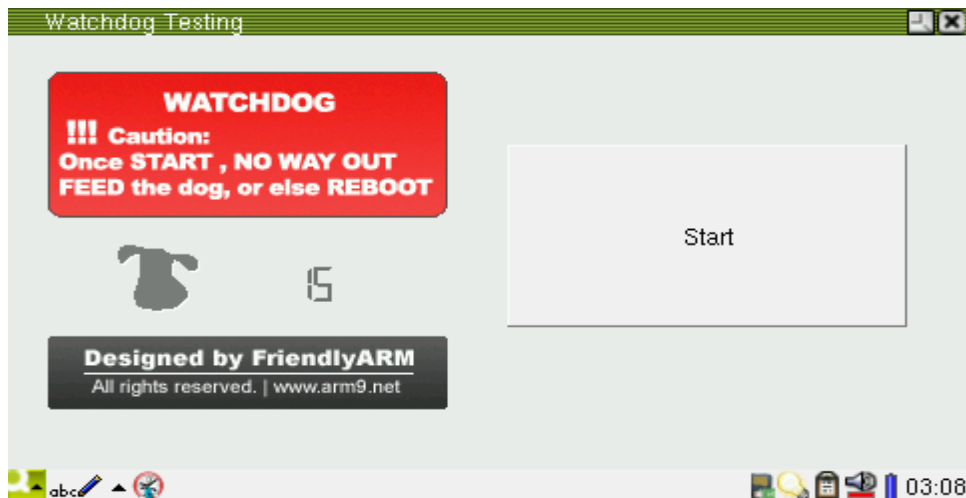 Watchdog Testing
WATCHDOG
!!! Caution:
Once START , NO WAY OUT
FEED the dog, or else REBOOT
Start
15
Designed by FriendlyARM
All rights reserved. | www.arm9.net
abc
03:08